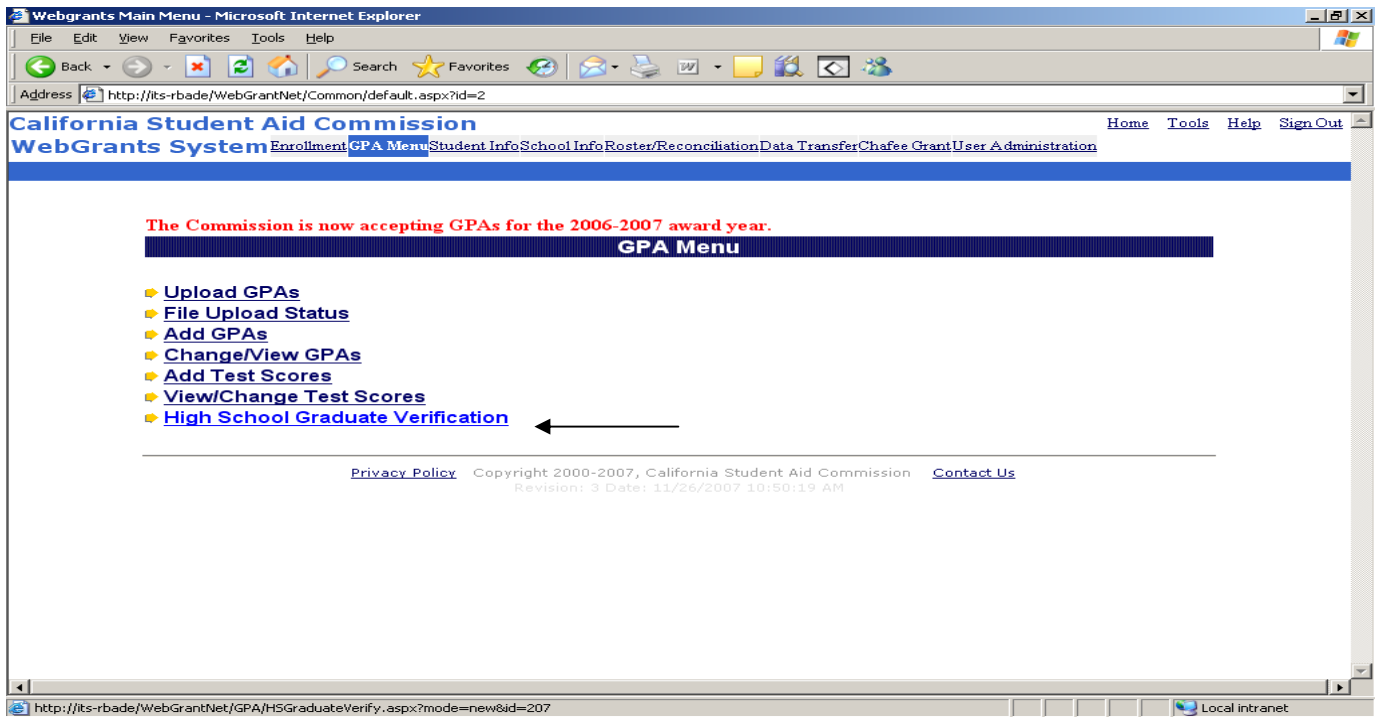 Webgrants Main Menu - Microsoft Internet Explorer
File Edit View Favorites Tools Help
Back Search Favorites
Address http://its-rbade/WebGrantNet/Common/default.aspx?id=2
California Student Aid Commission Home Tools Help Sign Out
WebGrants System Enrollment GPA Menu Student Info School Info Roster/Reconciliation Data Transfer Chafee Grant User Administration
The Commission is now accepting GPAs for the 2006-2007 award year.
GPA Menu
Upload GPAs
File Upload Status
Add GPAs
Change/View GPAs
Add Test Scores
View/Change Test Scores
High School Graduate Verification
Privacy Policy Copyright 2000-2007, California Student Aid Commission Contact Us
Revision: 3 Date: 11/26/2007 10:50:19 AM
http://its-rbade/WebGrantNet/GPA/HSGraduateVerify.aspx?mode=new&id=207 Local intranet